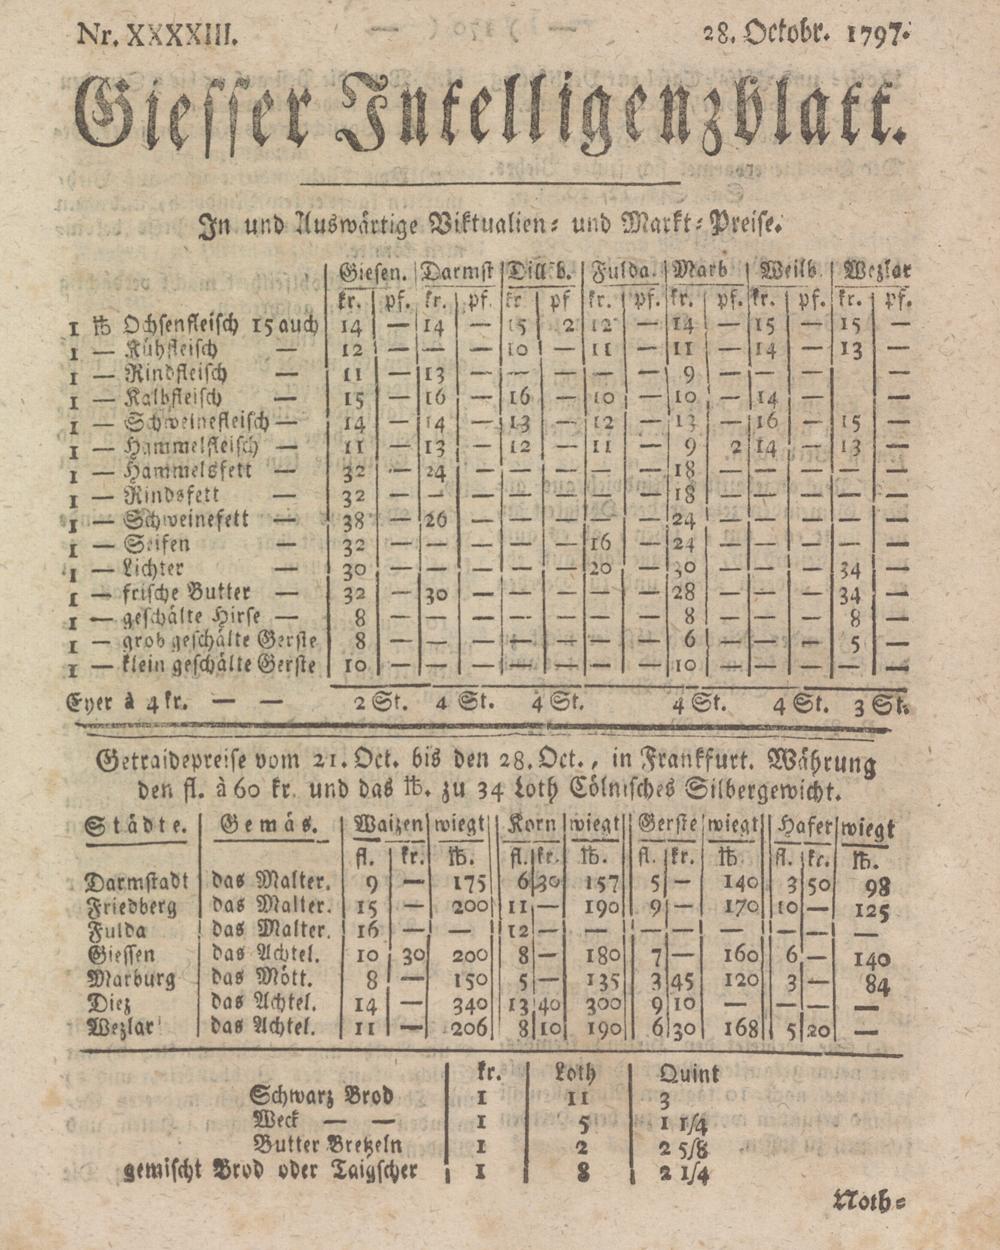 Nr. XXXXIII. 28. Octobr. 1797.
Giesser Intelligenzblatt.
In und Auswärtige Viktualien- und Markt-Preise.
Giesen. Darmst Dillb. Fulda. Marb Weilb. Wezlar
kr. pf. kr. pf. kr pf kr. pf. kr. pf. kr. pf. kr. pf.
1 ℔ Ochsenfleisch 15 auch 14 — 14 — 15 2 12 — 14 — 15 — 15 —
1 — Kühfleisch — 12 — — — 10 — 11 — 11 — 14 — 13 —
1 — Rindfleisch — 11 — 13 — — — — — 9 — — — — —
1 — Kalbfleisch — 15 — 16 — 16 — 10 — 10 — 14 — — —
1 — Schweinefleisch — 14 — 14 — 13 — 12 — 13 — 16 — 15 —
1 — Hammelfleisch — 11 — 13 — 12 — 11 — 9 2 14 — 13 —
1 — Hammelsfett — 32 — 24 — — — — — 18 — — — — —
1 — Rindsfett — 32 — — — — — — — 18 — — — — —
1 — Schweinefett — 38 — 26 — — — — — 24 — — — — —
1 — Seifen — 32 — — — — — 16 — 24 — — — — —
1 — Lichter — 30 — — — — — 20 — 30 — — — 34 —
1 — frische Butter — 32 — 30 — — — — — 28 — — — 34 —
1 — geschälte Hirse — 8 — — — — — — — 8 — — — 8 —
1 — grob geschälte Gerste 8 — — — — — — — 6 — — — 5 —
1 — klein geschälte Gerste 10 — — — — — — — 10 — — — — —
Eyer à 4 kr. — — 2 St. 4 St. 4 St. 4 St. 4 St. 3 St.
Getraidepreise vom 21. Oct. bis den 28. Oct., in Frankfurt. Währung
den fl. à 60 kr. und das ℔. zu 34 Loth Cölnisches Silbergewicht.
Städte. Gemäs. Waizen wiegt Korn wiegt Gerste wiegt Hafer wiegt
fl. kr. ℔. fl. kr. ℔. fl. kr. ℔. fl. kr. ℔.
Darmstadt das Malter. 9 — 175 6 30 157 5 — 140 3 50 98
Friedberg das Malter. 15 — 200 11 — 190 9 — 170 10 — 125
Fulda das Malter. 16 — — 12 — — — — — — — —
Giessen das Achtel. 10 30 200 8 — 180 7 — 160 6 — 140
Marburg das Mött. 8 — 150 5 — 135 3 45 120 3 — 84
Diez das Achtel. 14 — 340 13 40 300 9 10 — — — —
Wezlar das Achtel. 11 — 206 8 10 190 6 30 168 5 20 —
kr. Loth Quint
Schwarz Brod 1 11 3
Weck — — 1 5 1 1/4
Butter Bretzeln 1 2 2 5/8
gemischt Brod oder Taigscher 1 8 2 1/4
Noth-